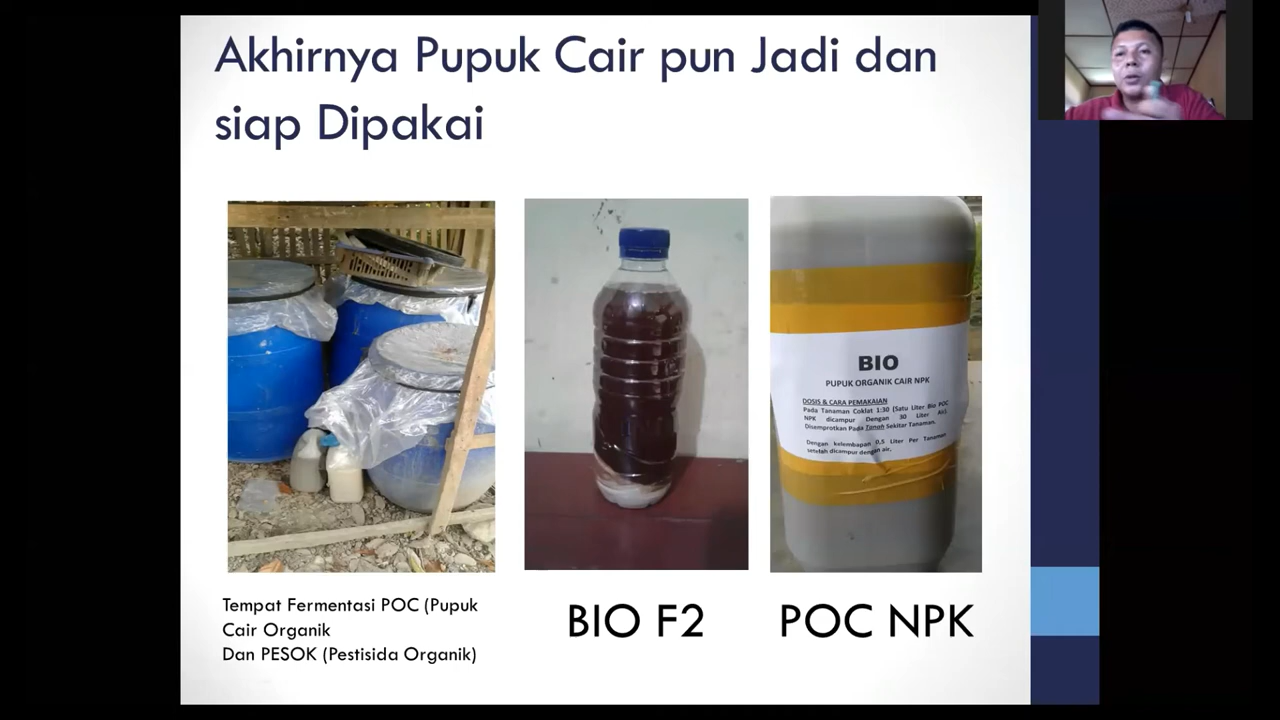 Akhirnya Pupuk Cair pun Jadi dan
siap Dipakai
BIO
PUPUK ORGANIK CAIR NPK
DOSIS & CARA PEMAKAIAN
Pada Tanaman Coklat 1:30 (Satu Liter Bio POC
NPK dicampur Dengan 30 Liter Air).
Disemprotkan Pada Tanah Sekitar Tanaman.
Dengan kelembapan 0,5 Liter Per Tanaman
setelah dicampur dengan air,
Tempat Fermentasi POC (Pupuk
Cair Organik
Dan PESOK (Pestisida Organik)
BIO F2
POC NPK